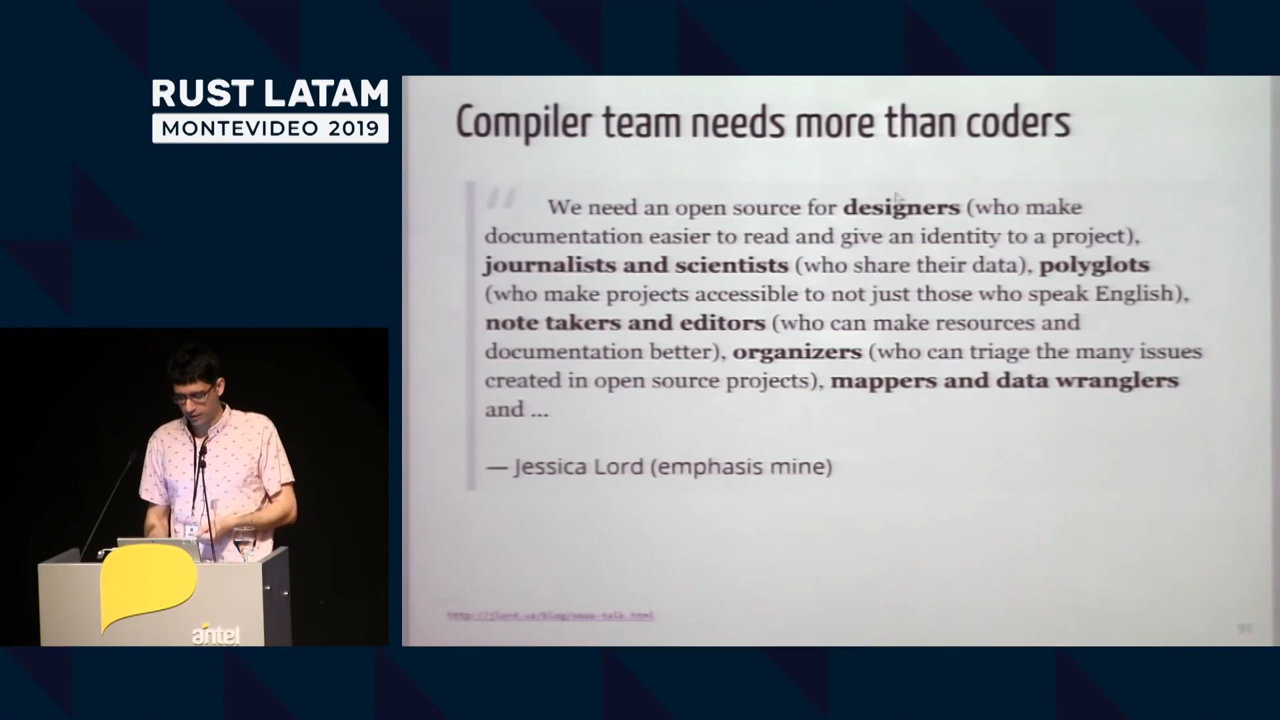 RUST LATAM
MONTEVIDEO 2019
Compiler team needs more than coders
“ We need an open source for designers (who make
documentation easier to read and give an identity to a project),
journalists and scientists (who share their data), polyglots
(who make projects accessible to not just those who speak English),
note takers and editors (who can make resources and
documentation better), organizers (who can triage the many issues
created in open source projects), mappers and data wranglers
and ...
— Jessica Lord (emphasis mine)
antel